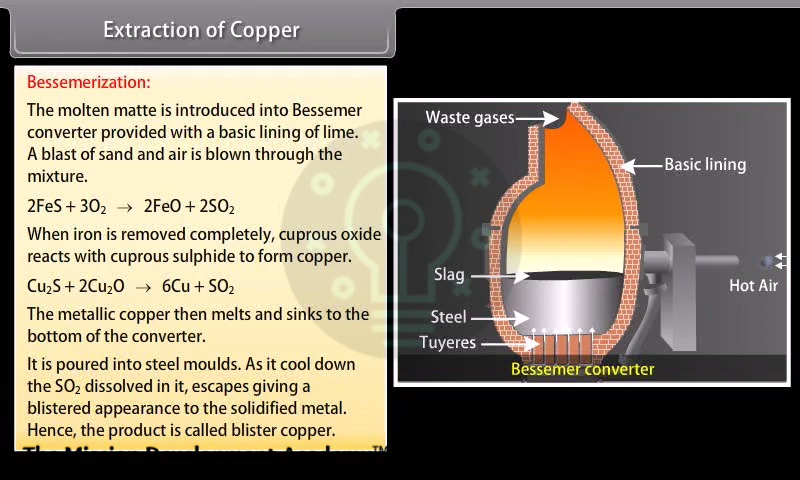 Extraction of Copper
Bessemerization:
The molten matte is introduced into Bessemer
converter provided with a basic lining of lime.
A blast of sand and air is blown through the
mixture.
2FeS + 3O₂ → 2FeO + 2SO₂
When iron is removed completely, cuprous oxide
reacts with cuprous sulphide to form copper.
Cu₂S + 2Cu₂O → 6Cu + SO₂
The metallic copper then melts and sinks to the
bottom of the converter.
It is poured into steel moulds. As it cool down
the SO₂ dissolved in it, escapes giving a
blistered appearance to the solidified metal.
Hence, the product is called blister copper.
The Mission Development Academy™
Waste gases
Basic lining
Slag
Hot Air
Steel
Tuyeres
Bessemer converter